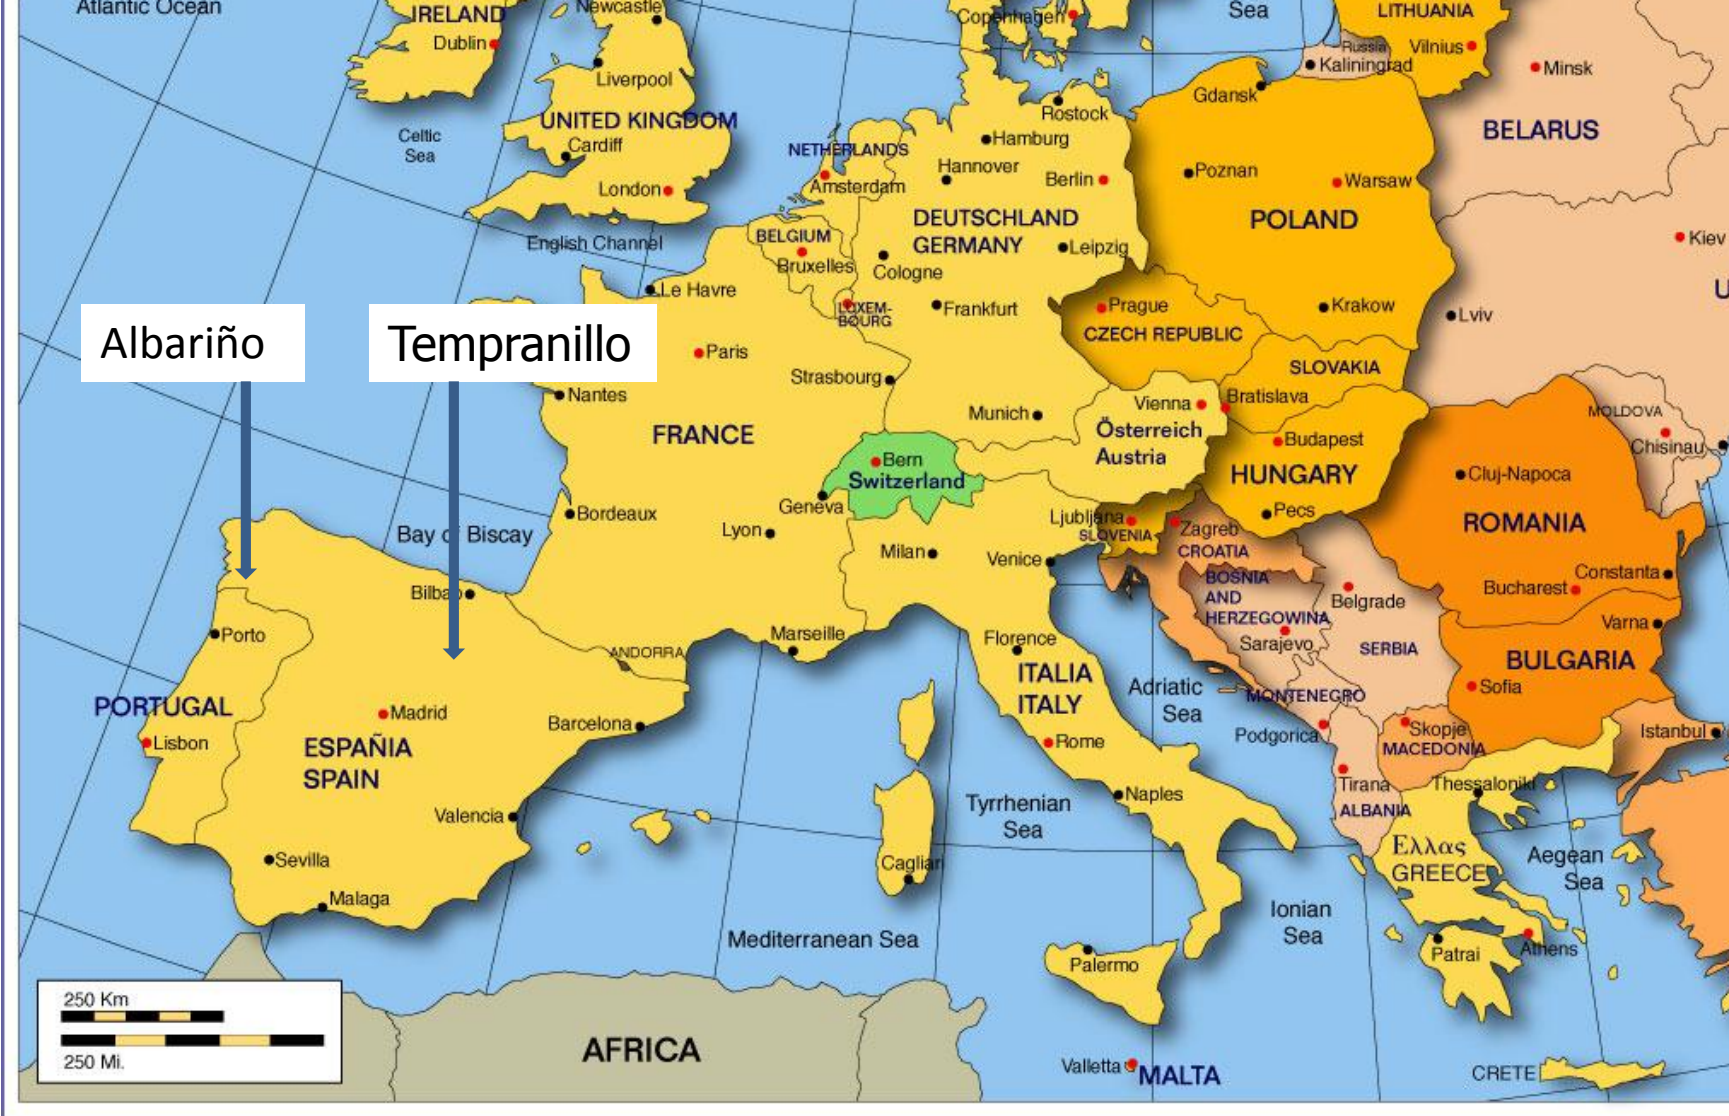 Atlantic Ocean
IRELAND
Dublin
Newcastle
Liverpool
UNITED KINGDOM
Cardiff
London
Celtic
Sea
English Channel
Copenhagen
Sea
LITHUANIA
Russia
Vilnius
Kaliningrad
Minsk
BELARUS
Gdansk
Rostock
Hamburg
NETHERLANDS
Amsterdam
Hannover
Berlin
Poznan
Warsaw
POLAND
DEUTSCHLAND
GERMANY
Leipzig
BELGIUM
Bruxelles
Cologne
Kiev
U
Le Havre
LUXEM-
BOURG
Frankfurt
Prague
CZECH REPUBLIC
Krakow
Lviv
Albariño
Tempranillo
Paris
Strasbourg
SLOVAKIA
Nantes
Munich
Vienna
Bratislava
MOLDOVA
Chisinau
FRANCE
Österreich
Austria
Budapest
HUNGARY
Bern
Switzerland
Geneva
Cluj-Napoca
Pecs
ROMANIA
Bordeaux
Lyon
Bay of Biscay
Milan
Venice
Ljubljana
SLOVENIA
Zagreb
CROATIA
BOSNIA
AND
HERZEGOWINA
Sarajevo
Belgrade
SERBIA
Constanta
Bucharest
Varna
BULGARIA
Sofia
Bilbao
Porto
Marseille
ANDORRA
Florence
ITALIA
ITALY
Adriatic
Sea
MONTENEGRO
Podgorica
Skopje
MACEDONIA
Istanbul
PORTUGAL
Lisbon
Madrid
Barcelona
ESPAÑIA
SPAIN
Rome
Tirana
ALBANIA
Thessaloniki
Valencia
Naples
Tyrrhenian
Sea
Ελλας
GREECE
Aegean
Sea
Sevilla
Malaga
Cagliari
Ionian
Sea
Mediterranean Sea
Palermo
Patrai
Athens
250 Km
250 Mi.
AFRICA
Valletta
MALTA
CRETE